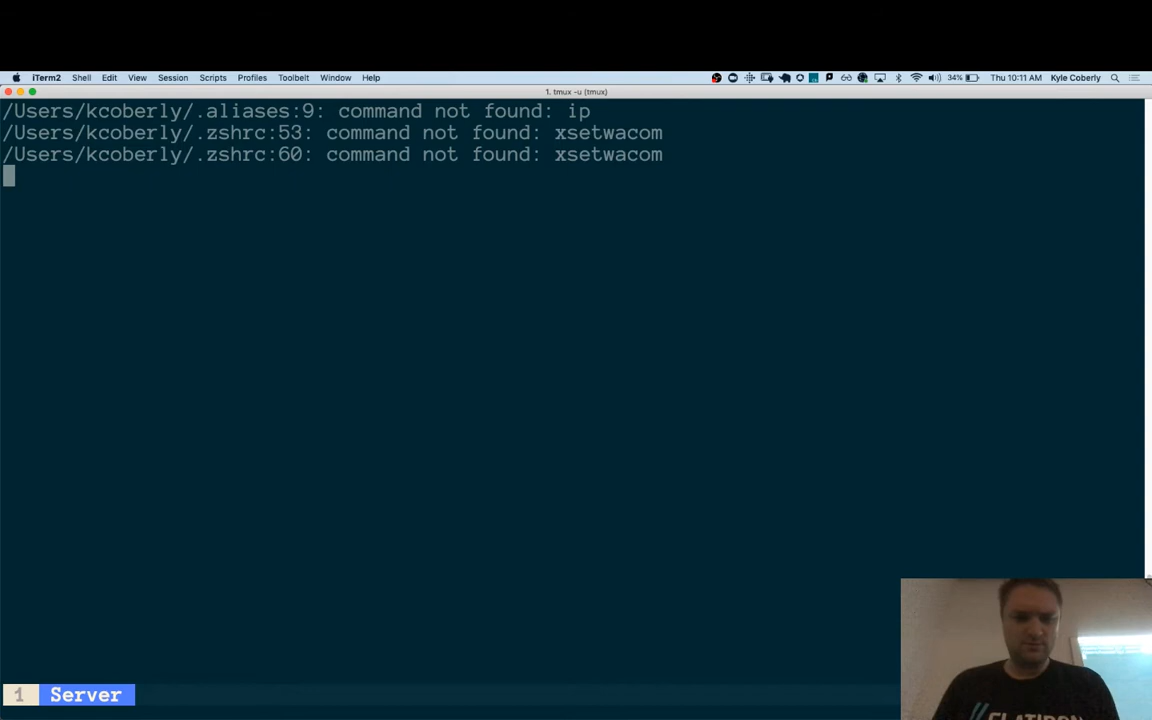 iTerm2 Shell Edit View Session Scripts Profiles Toolbelt Window Help 34% Thu 10:11 AM Kyle Coberly
1. tmux -u (tmux)
/Users/kcoberly/.aliases:9: command not found: ip
/Users/kcoberly/.zshrc:53: command not found: xsetwacom
/Users/kcoberly/.zshrc:60: command not found: xsetwacom
1 Server